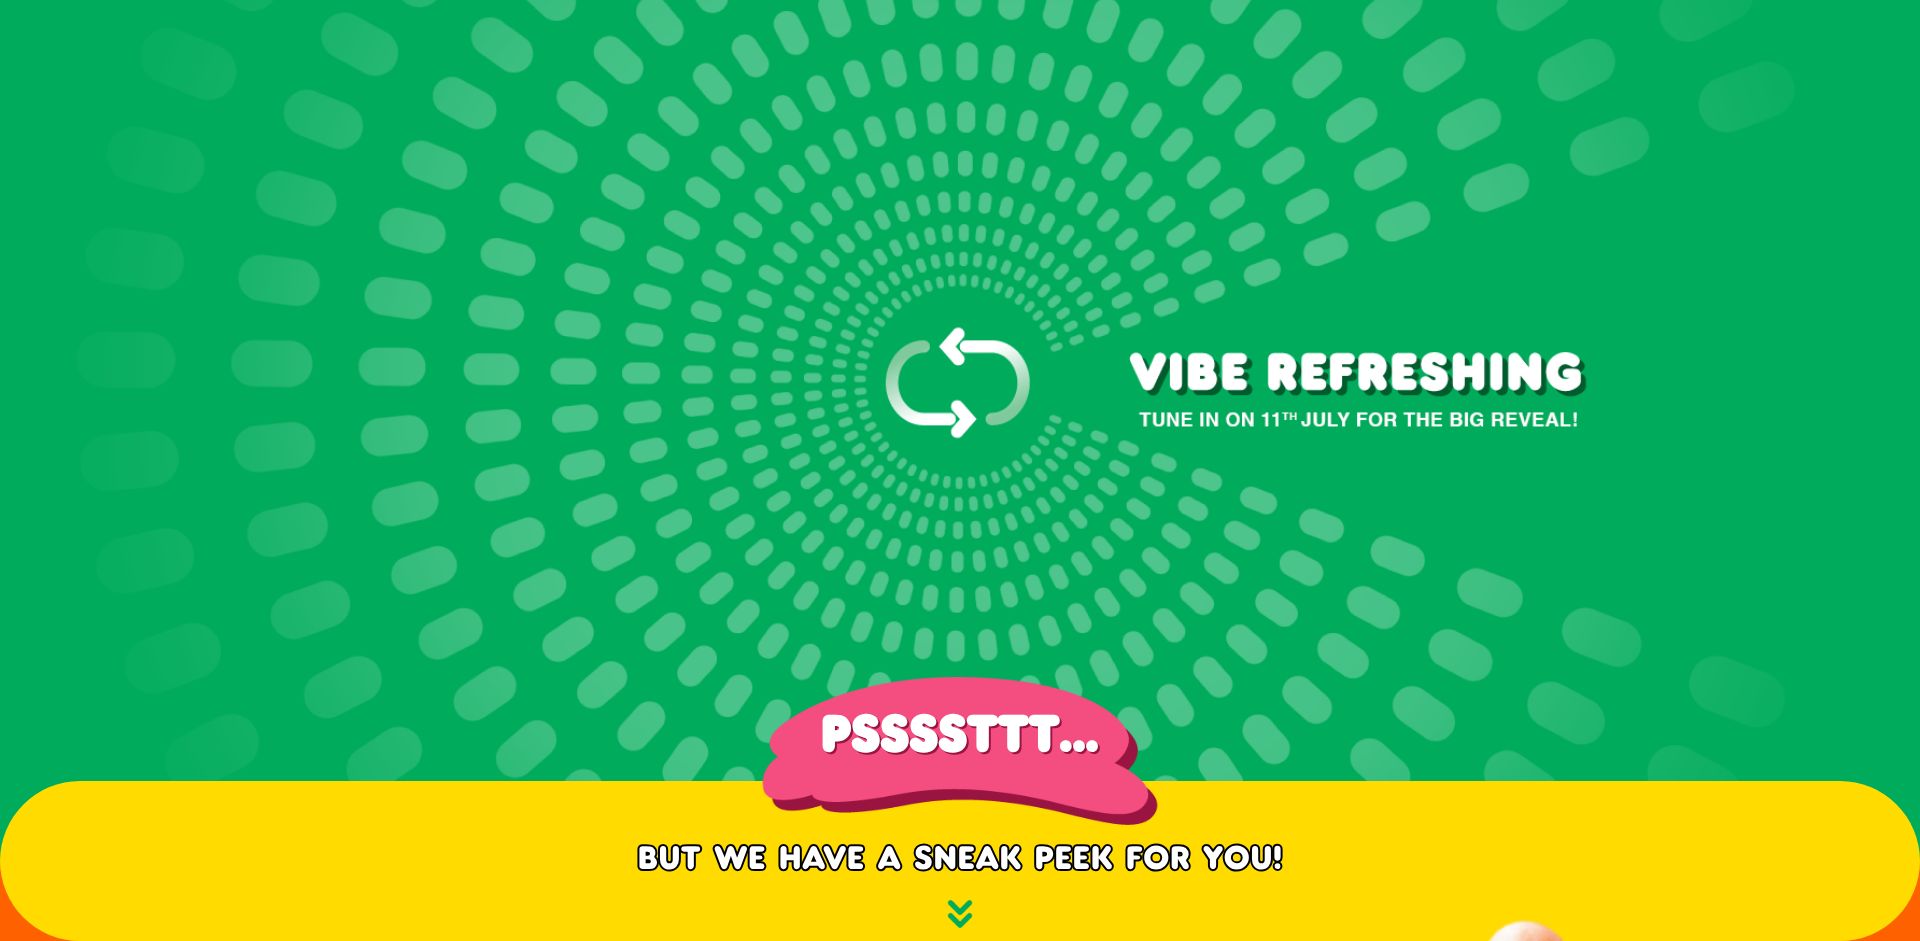 VIBE REFRESHING
TUNE IN ON 11TH JULY FOR THE BIG REVEAL!
PSSSSTTT...
BUT WE HAVE A SNEAK PEEK FOR YOU!